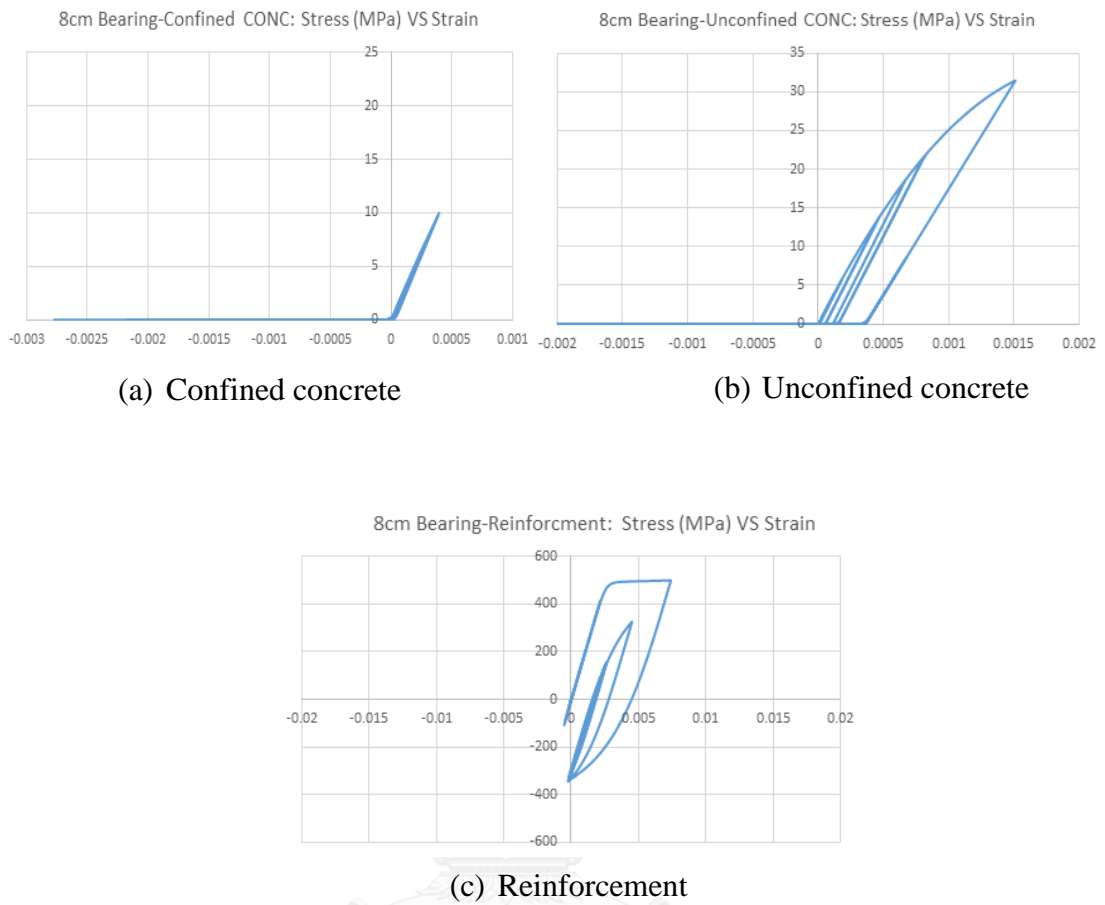 8cm Bearing-Confined CONC: Stress (MPa) VS Strain
25
20
15
10
5
0
-0.003 -0.0025 -0.002 -0.0015 -0.001 -0.0005 0 0.0005 0.001
(a) Confined concrete
8cm Bearing-Unconfined CONC: Stress (MPa) VS Strain
35
30
25
20
15
10
5
0
-0.002 -0.0015 -0.001 -0.0005 0 0.0005 0.001 0.0015 0.002
(b) Unconfined concrete
8cm Bearing-Reinforcment: Stress (MPa) VS Strain
600
400
200
0
-0.02 -0.015 -0.01 -0.005 0 0.005 0.01 0.015 0.02
-200
-400
-600
(c) Reinforcement